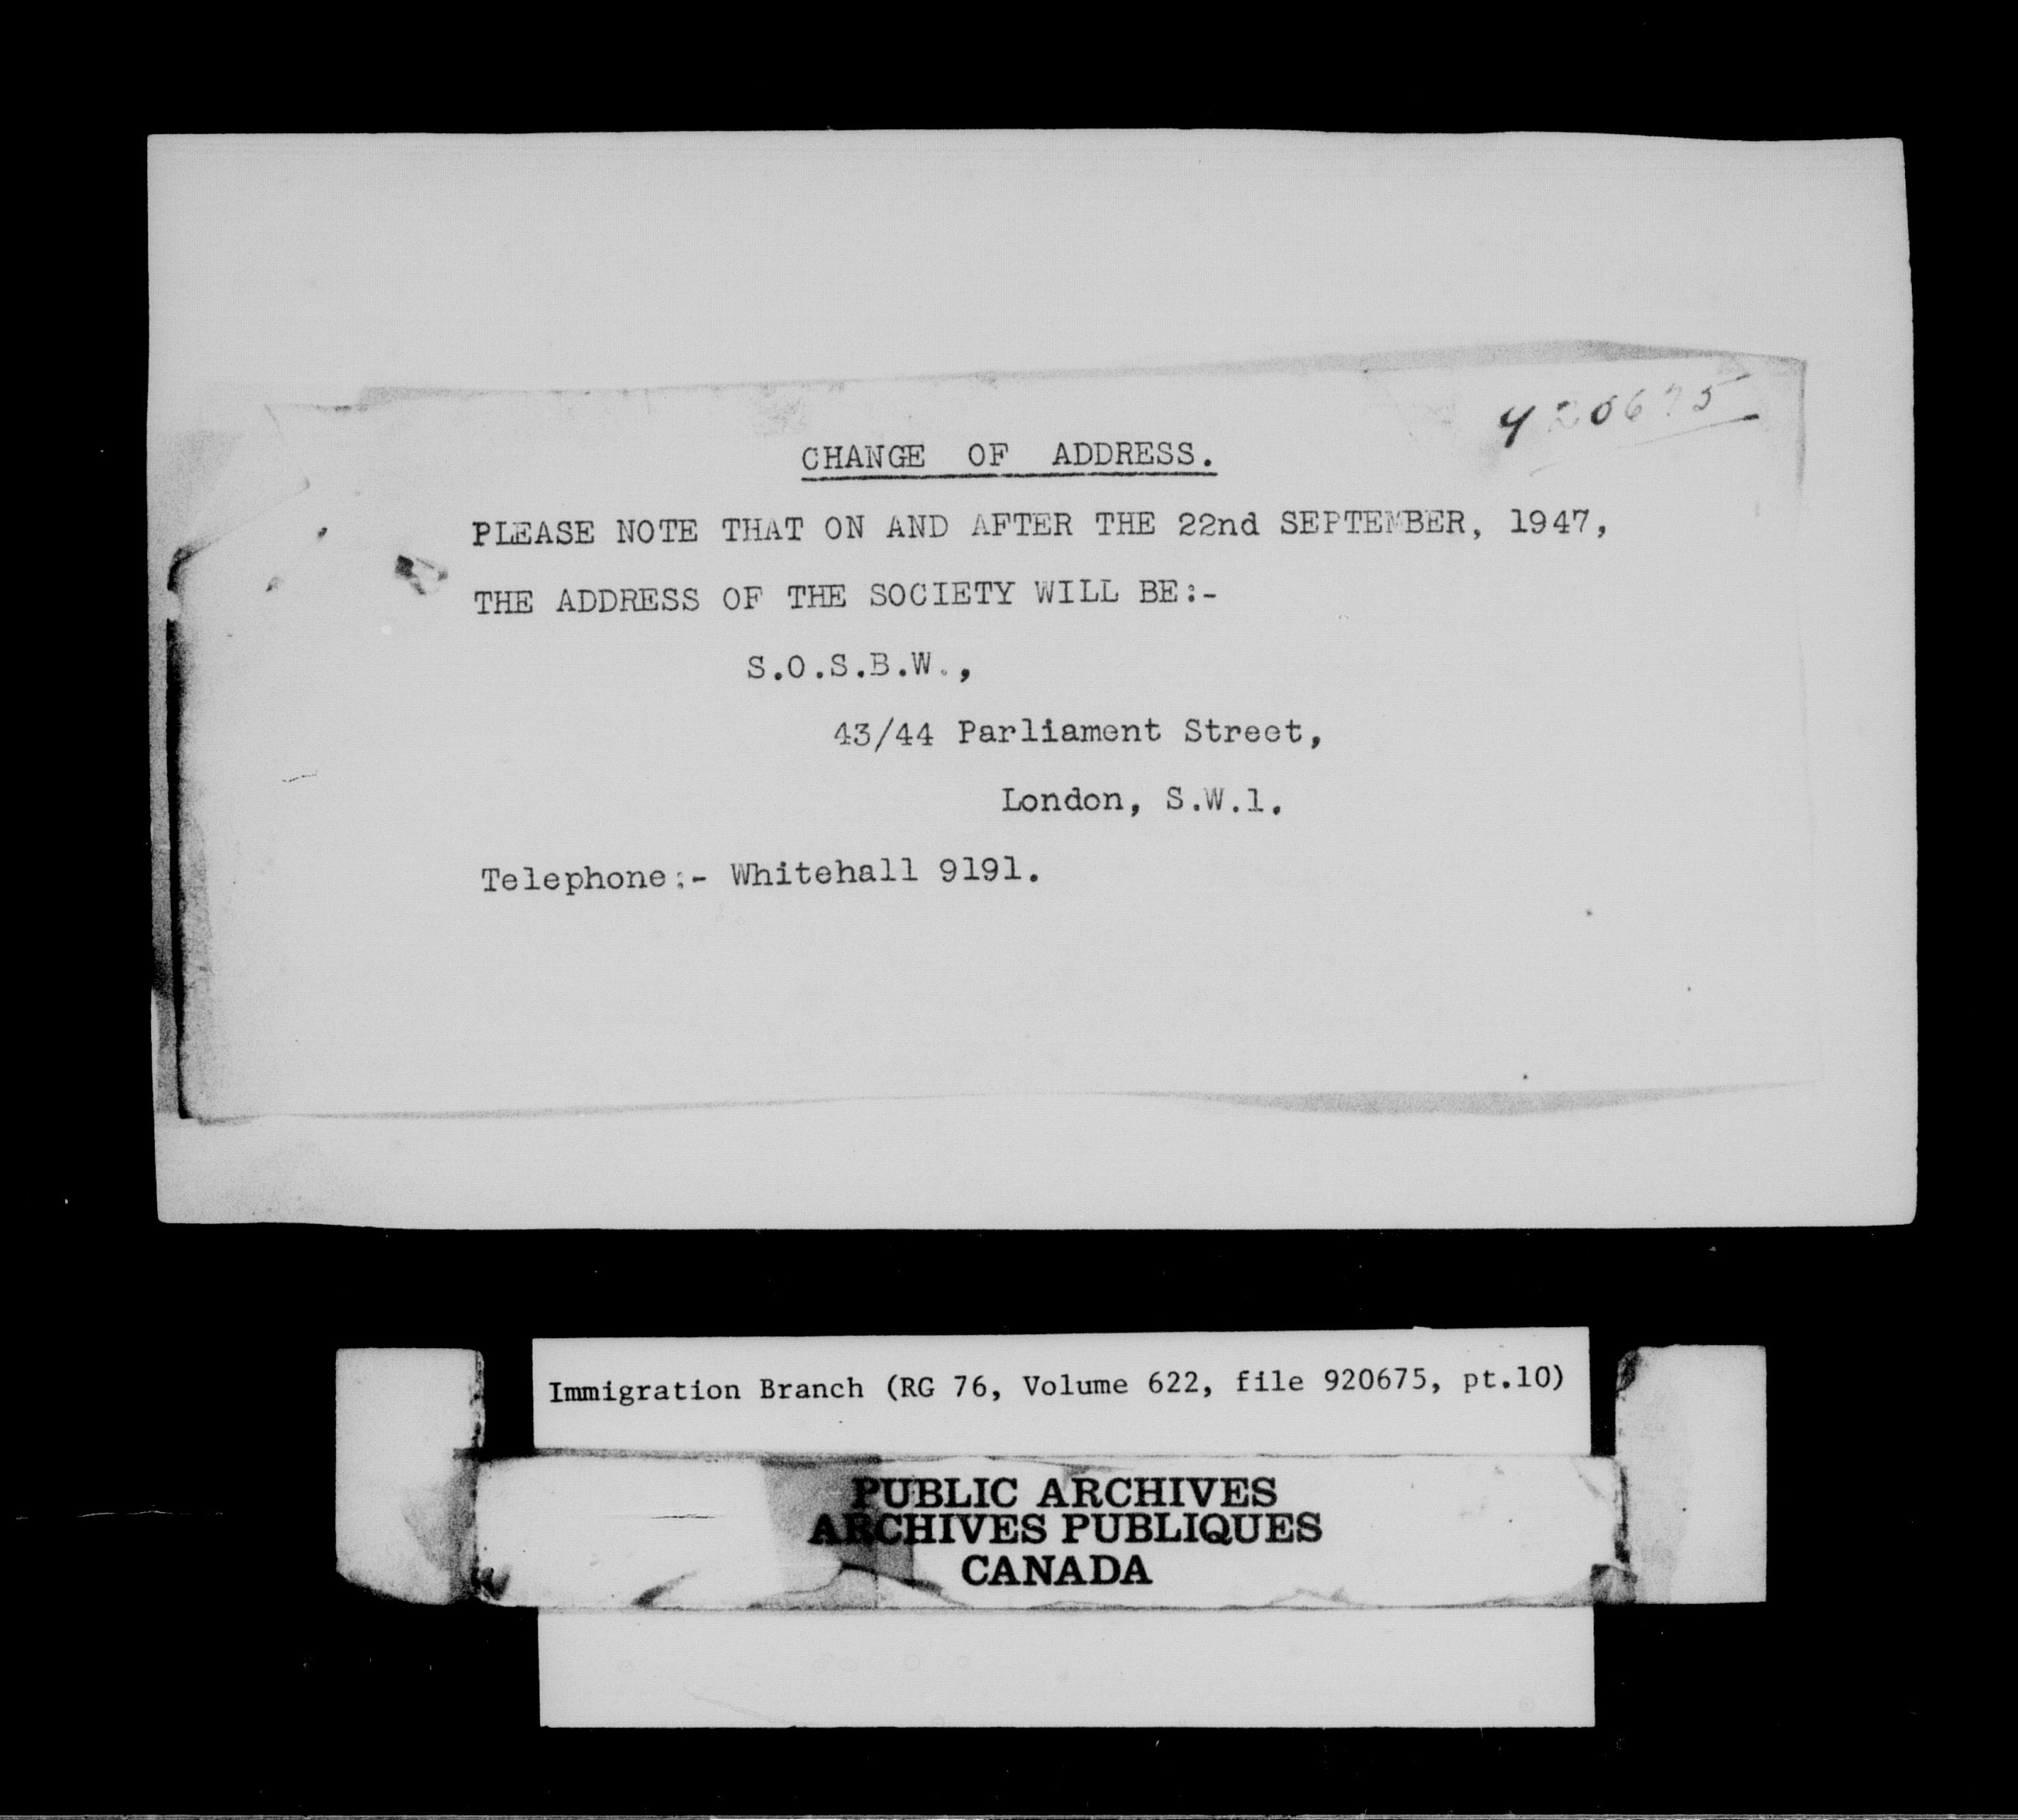 920675
CHANGE OF ADDRESS.
PLEASE NOTE THAT ON AND AFTER THE 22nd SEPTEMBER, 1947,
THE ADDRESS OF THE SOCIETY WILL BE:-
S.O.S.B.W.,
43/44 Parliament Street,
London, S.W.1.
Telephone:- Whitehall 9191.
Immigration Branch (RG 76, Volume 622, file 920675, pt.10)
PUBLIC ARCHIVES
ARCHIVES PUBLIQUES
CANADA